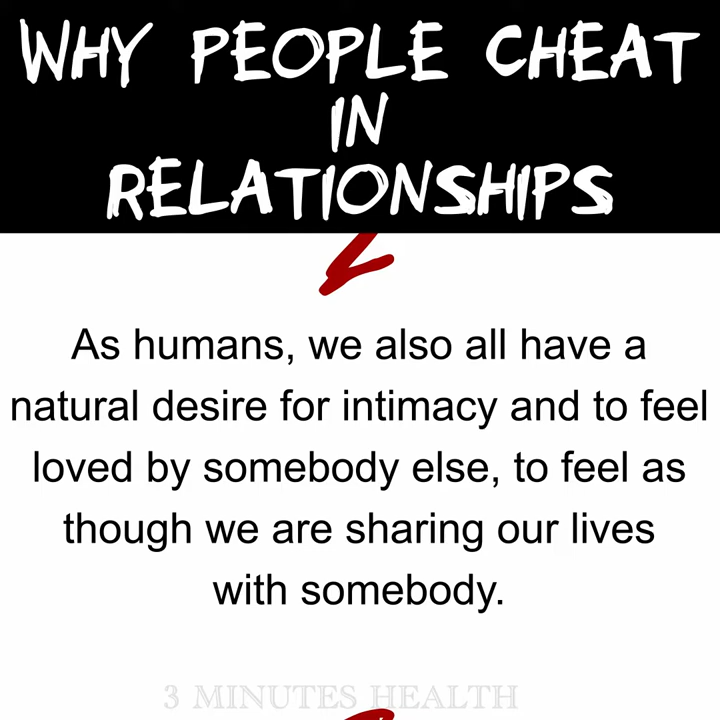 WHY PEOPLE CHEAT
IN
RELATIONSHIPS
2
As humans, we also all have a
natural desire for intimacy and to feel
loved by somebody else, to feel as
though we are sharing our lives
with somebody.
3 MINUTES HEALTH